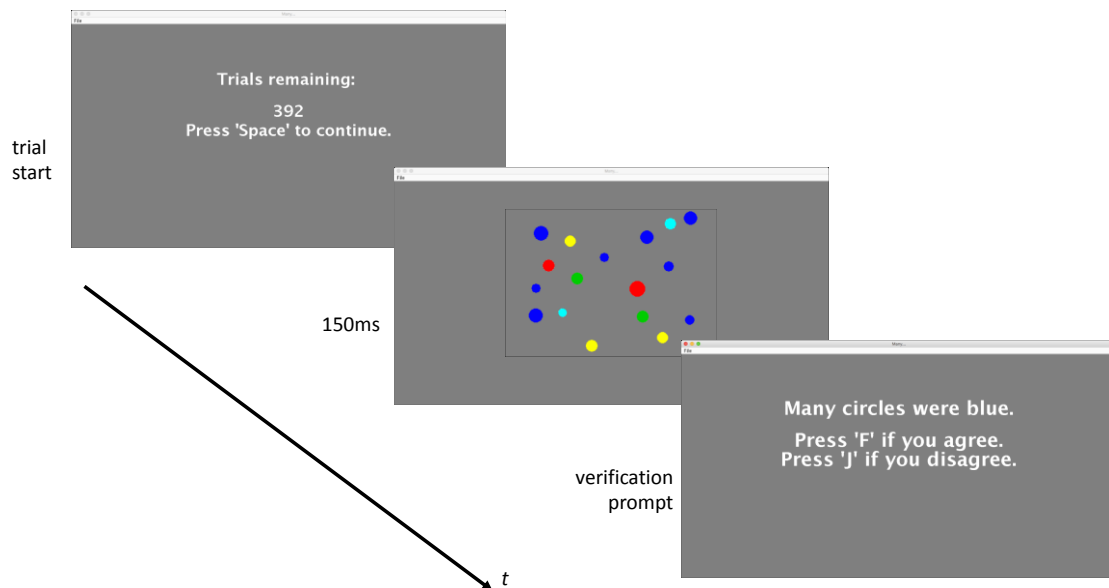 File
Trials remaining:
392
Press 'Space' to continue.
trial
start
File
150ms
File
Many circles were blue.
Press 'F' if you agree.
Press 'J' if you disagree.
verification
prompt
t